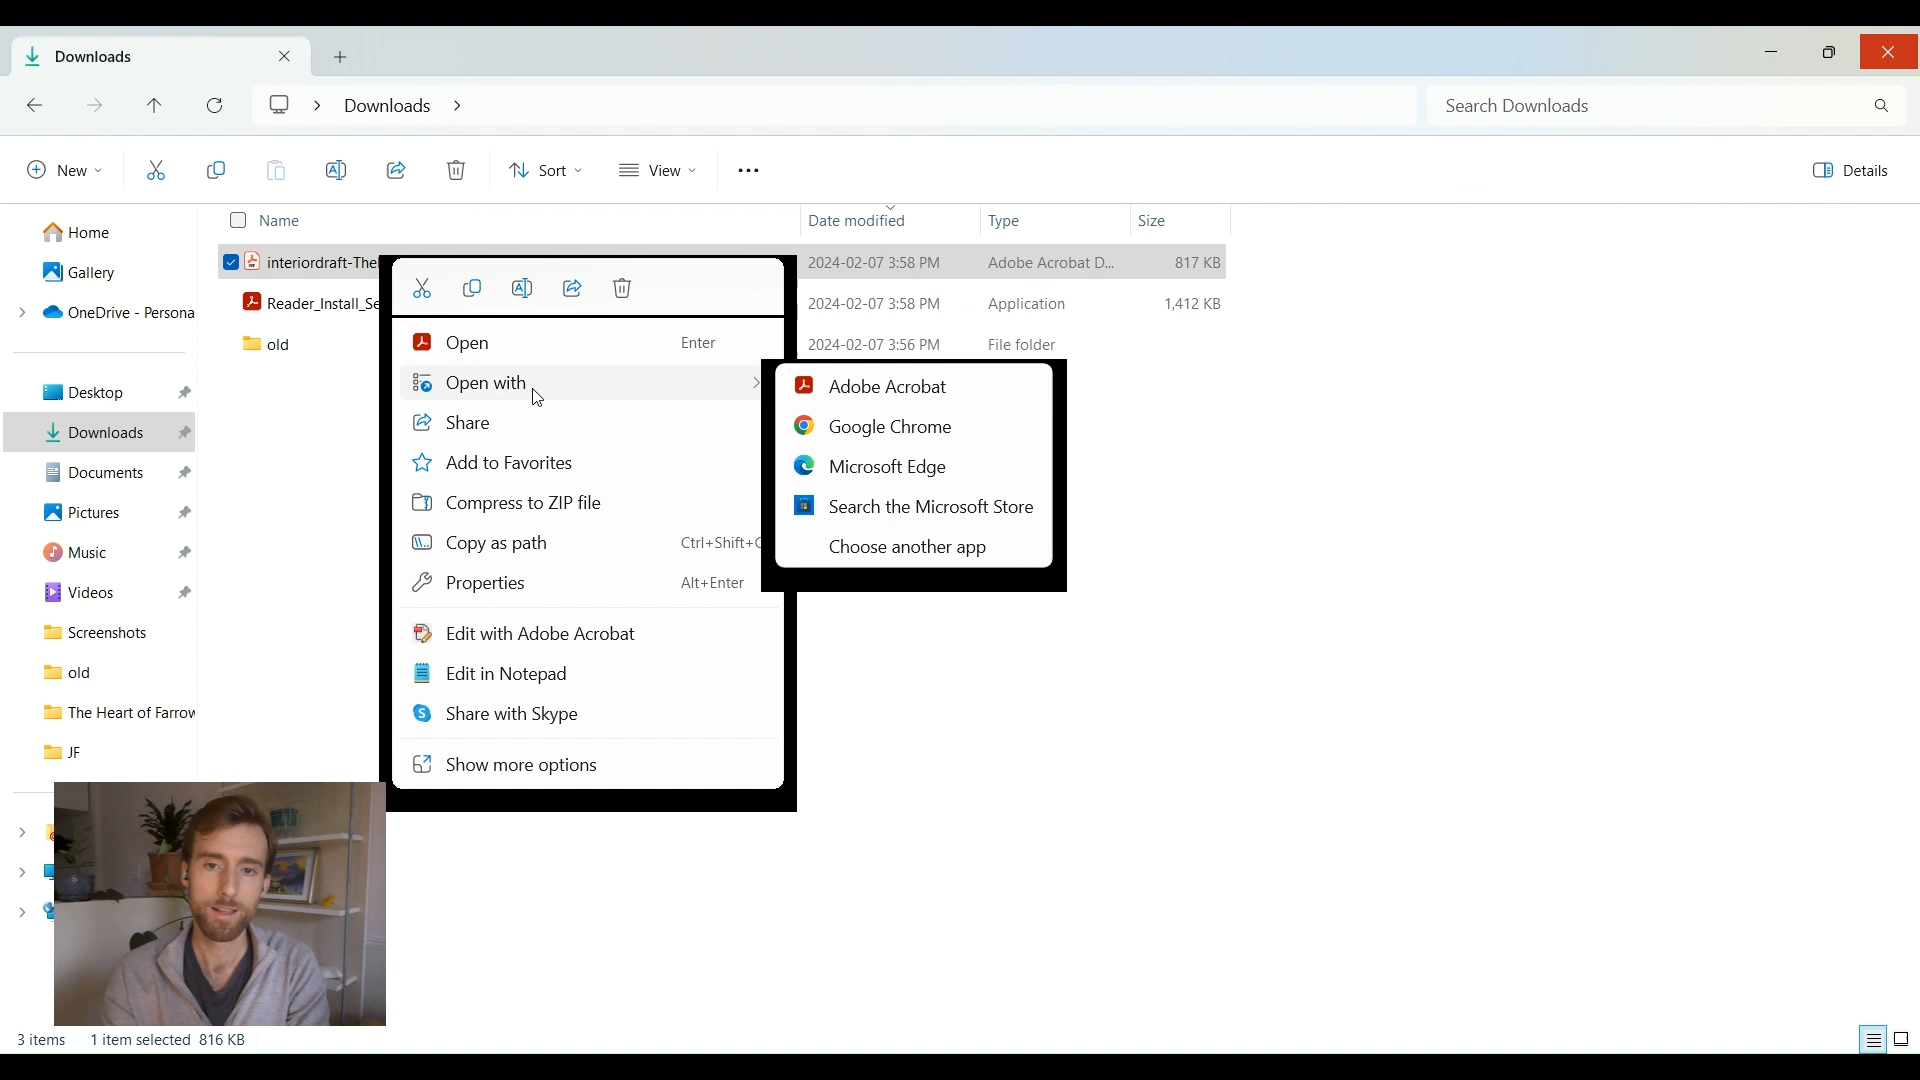 Downloads
Downloads
Search Downloads
New
Sort
View
Details
Name
Date modified
Type
Size
Home
Gallery
OneDrive - Persona
Desktop
Downloads
Documents
Pictures
Music
Videos
Screenshots
old
The Heart of Farrow
JF
interiordraft-The
2024-02-07 3:58 PM
Adobe Acrobat D...
817 KB
Reader_Install_Se
2024-02-07 3:58 PM
Application
1,412 KB
old
2024-02-07 3:56 PM
File folder
Open
Enter
Open with
Share
Add to Favorites
Compress to ZIP file
Copy as path
Ctrl+Shift+C
Properties
Alt+Enter
Edit with Adobe Acrobat
Edit in Notepad
Share with Skype
Show more options
Adobe Acrobat
Google Chrome
Microsoft Edge
Search the Microsoft Store
Choose another app
3 items
1 item selected 816 KB